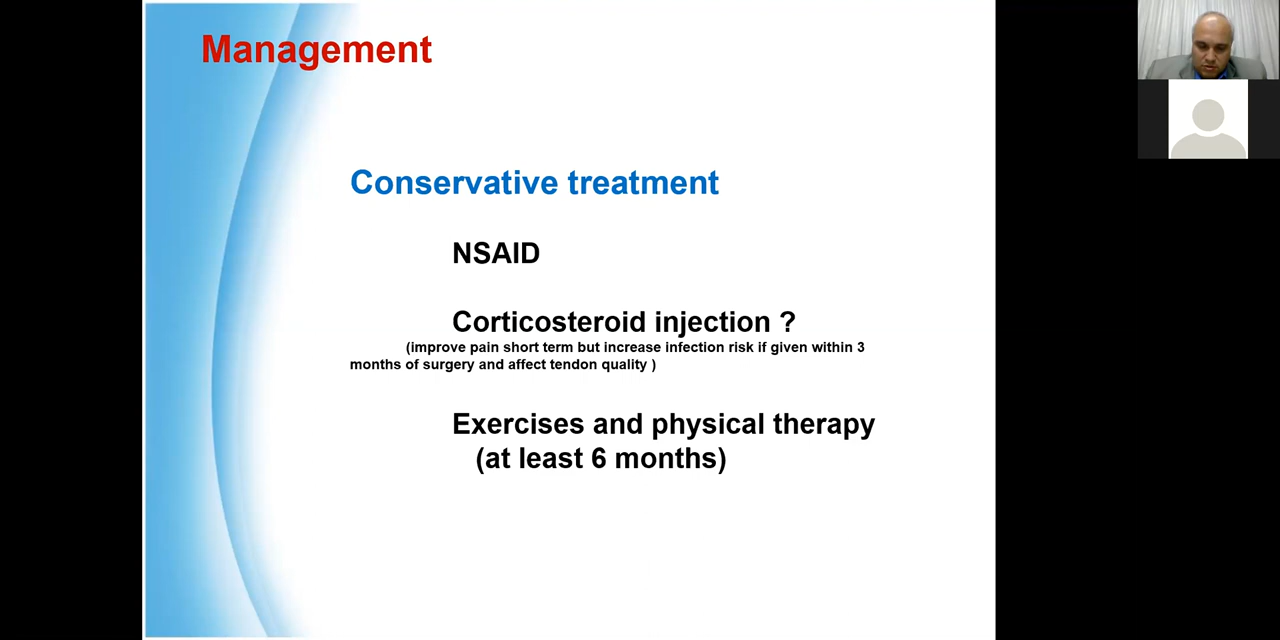 Management
Conservative treatment
NSAID
Corticosteroid injection ?
(improve pain short term but increase infection risk if given within 3
months of surgery and affect tendon quality )
Exercises and physical therapy
(at least 6 months)